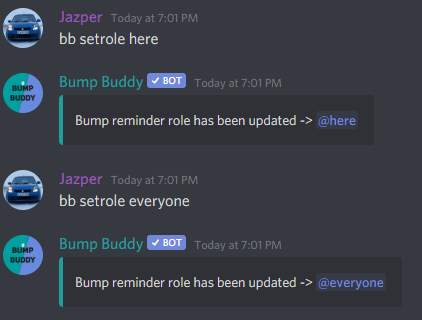 Jazper Today at 7:01 PM
bb setrole here
BUMP
BUDDY
Bump Buddy ✓ BOT Today at 7:01 PM
Bump reminder role has been updated -> @here
Jazper Today at 7:01 PM
bb setrole everyone
BUMP
BUDDY
Bump Buddy ✓ BOT Today at 7:01 PM
Bump reminder role has been updated -> @everyone